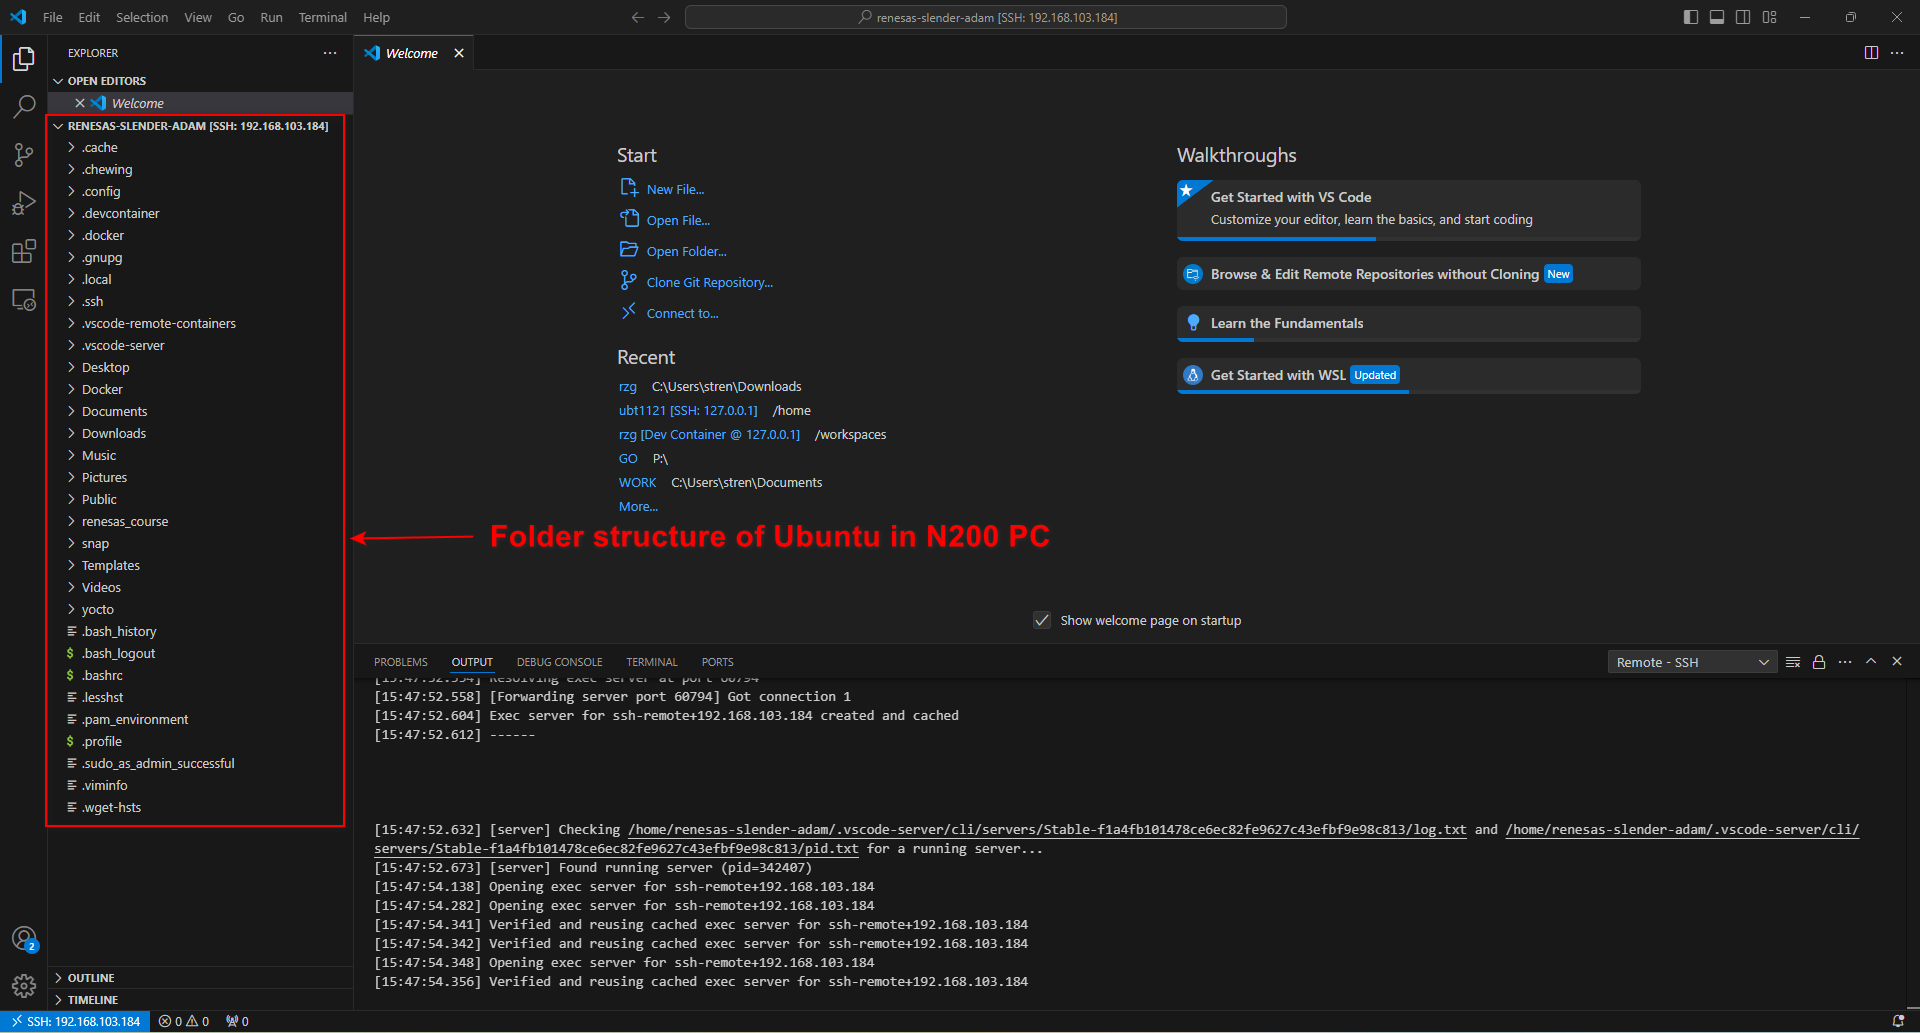 File Edit Selection View Go Run Terminal Help
renesas-slender-adam [SSH: 192.168.103.184]
EXPLORER
Welcome
OPEN EDITORS
Welcome
RENESAS-SLENDER-ADAM [SSH: 192.168.103.184]
.cache
.chewing
.config
.devcontainer
.docker
.gnupg
.local
.ssh
.vscode-remote-containers
.vscode-server
Desktop
Docker
Documents
Downloads
Music
Pictures
Public
renesas_course
snap
Templates
Videos
yocto
.bash_history
$ .bash_logout
$ .bashrc
.lesshst
.pam_environment
$ .profile
.sudo_as_admin_successful
.viminfo
.wget-hsts
OUTLINE
TIMELINE
Start
New File...
Open File...
Open Folder...
Clone Git Repository...
Connect to...
Recent
rzg C:\Users\stren\Downloads
ubt1121 [SSH: 127.0.0.1] /home
rzg [Dev Container @ 127.0.0.1] /workspaces
GO P:\
WORK C:\Users\stren\Documents
More...
Walkthroughs
Get Started with VS Code
Customize your editor, learn the basics, and start coding
Browse & Edit Remote Repositories without Cloning New
Learn the Fundamentals
Get Started with WSL Updated
Folder structure of Ubuntu in N200 PC
Show welcome page on startup
PROBLEMS OUTPUT DEBUG CONSOLE TERMINAL PORTS
Remote - SSH
Resolving exec server at port 60794
[15:47:52.558] [Forwarding server port 60794] Got connection 1
[15:47:52.604] Exec server for ssh-remote+192.168.103.184 created and cached
[15:47:52.612] ------
[15:47:52.632] [server] Checking /home/renesas-slender-adam/.vscode-server/cli/servers/Stable-f1a4fb101478ce6ec82fe9627c43efbf9e98c813/log.txt and /home/renesas-slender-adam/.vscode-server/cli/
servers/Stable-f1a4fb101478ce6ec82fe9627c43efbf9e98c813/pid.txt for a running server...
[15:47:52.673] [server] Found running server (pid=342407)
[15:47:54.138] Opening exec server for ssh-remote+192.168.103.184
[15:47:54.282] Opening exec server for ssh-remote+192.168.103.184
[15:47:54.341] Verified and reusing cached exec server for ssh-remote+192.168.103.184
[15:47:54.342] Verified and reusing cached exec server for ssh-remote+192.168.103.184
[15:47:54.348] Opening exec server for ssh-remote+192.168.103.184
[15:47:54.356] Verified and reusing cached exec server for ssh-remote+192.168.103.184
2
SSH: 192.168.103.184 0 0 0